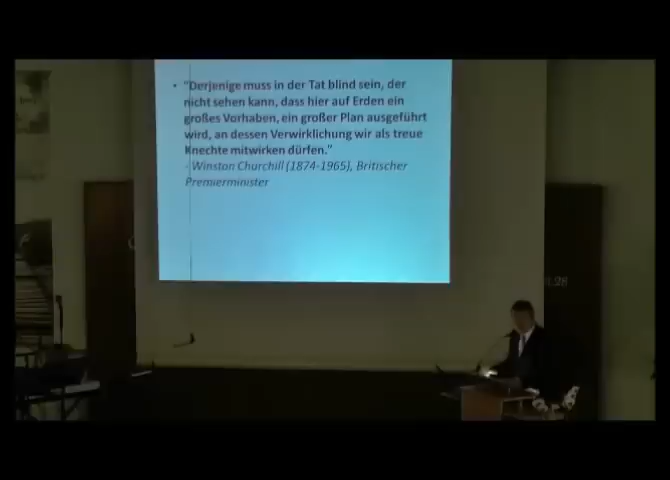 • "Derjenige muss in der Tat blind sein, der
nicht sehen kann, dass hier auf Erden ein
großes Vorhaben, ein großer Plan ausgeführt
wird, an dessen Verwirklichung wir als treue
Knechte mitwirken dürfen."
- Winston Churchill (1874-1965), Britischer
Premierminister